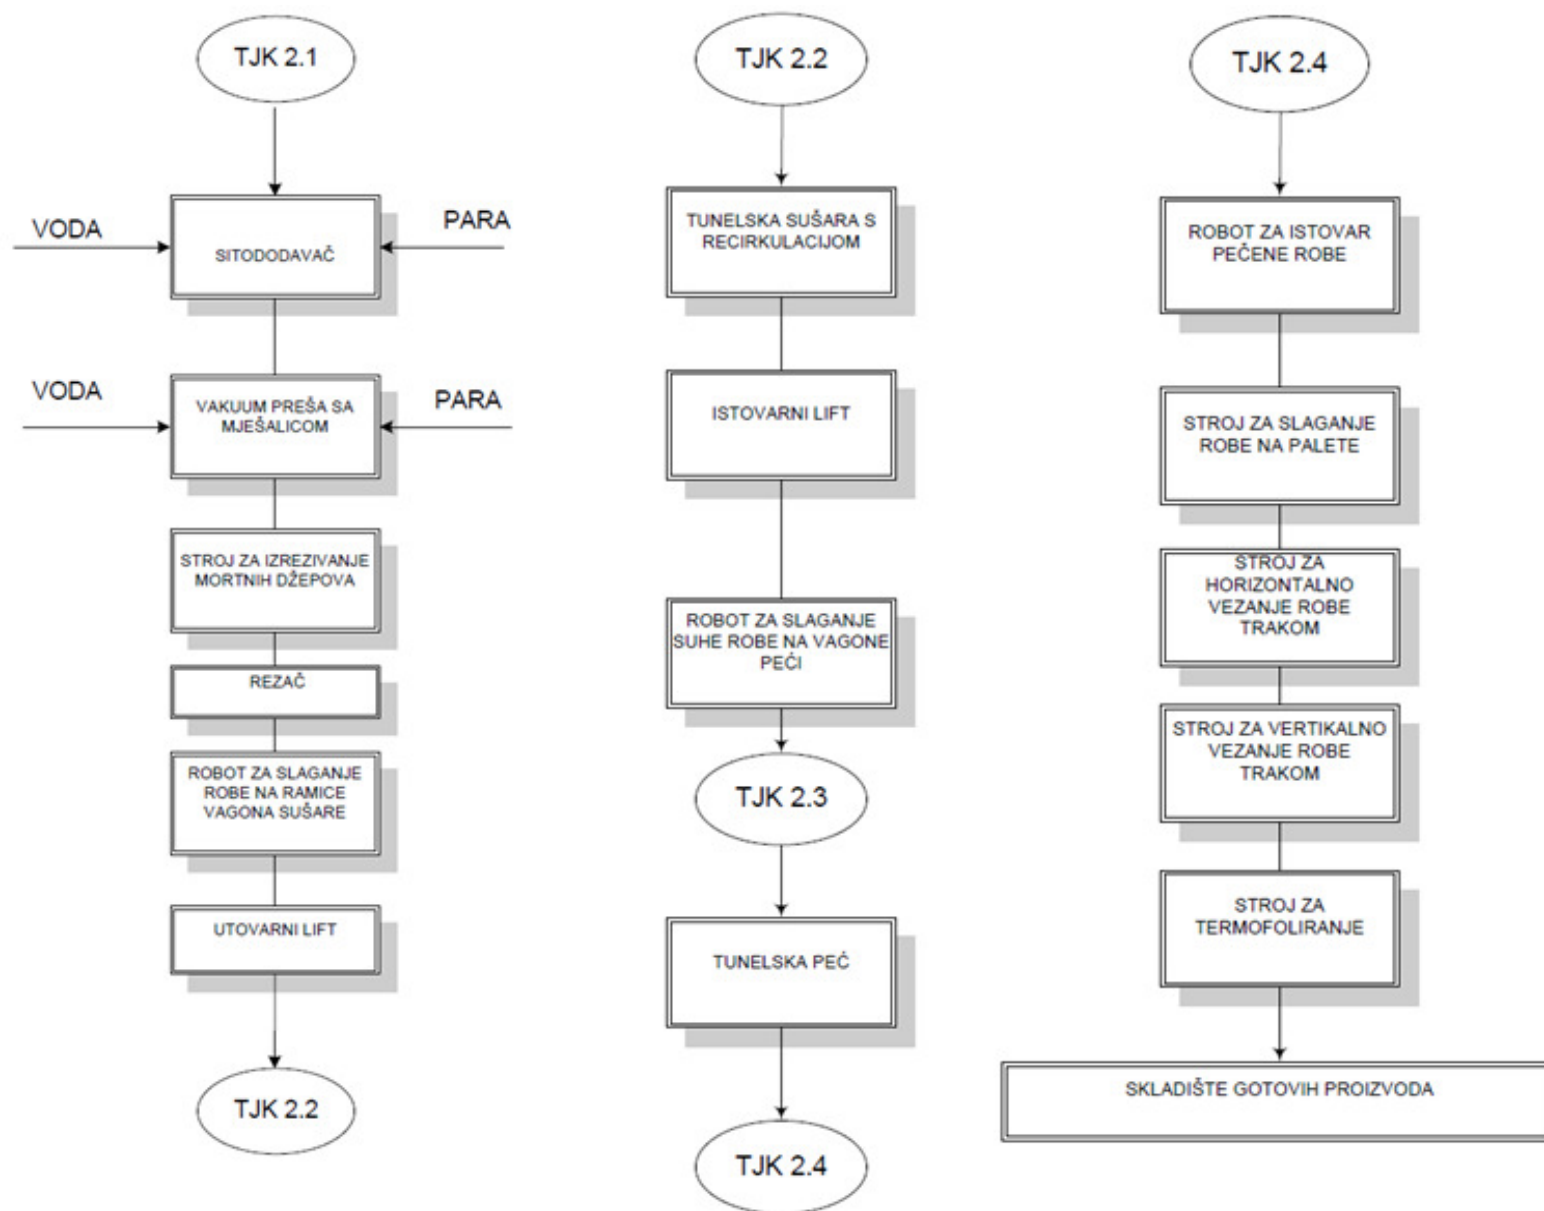 TJK 2.1
VODA
PARA
SITODODAVAČ
VODA
PARA
VAKUUM PREŠA SA
MJEŠALICOM
STROJ ZA IZREZIVANJE
MORTNIH DŽEPOVA
REZAČ
ROBOT ZA SLAGANJE
ROBE NA RAMICE
VAGONA SUŠARE
UTOVARNI LIFT
TJK 2.2
TJK 2.2
TUNELSKA SUŠARA S
RECIRKULACIJOM
ISTOVARNI LIFT
ROBOT ZA SLAGANJE
SUHE ROBE NA VAGONE
PEĆI
TJK 2.3
TUNELSKA PEĆ
TJK 2.4
TJK 2.4
ROBOT ZA ISTOVAR
PEČENE ROBE
STROJ ZA SLAGANJE
ROBE NA PALETE
STROJ ZA
HORIZONTALNO
VEZANJE ROBE
TRAKOM
STROJ ZA VERTIKALNO
VEZANJE ROBE
TRAKOM
STROJ ZA
TERMOFOLIRANJE
SKLADIŠTE GOTOVIH PROIZVODA